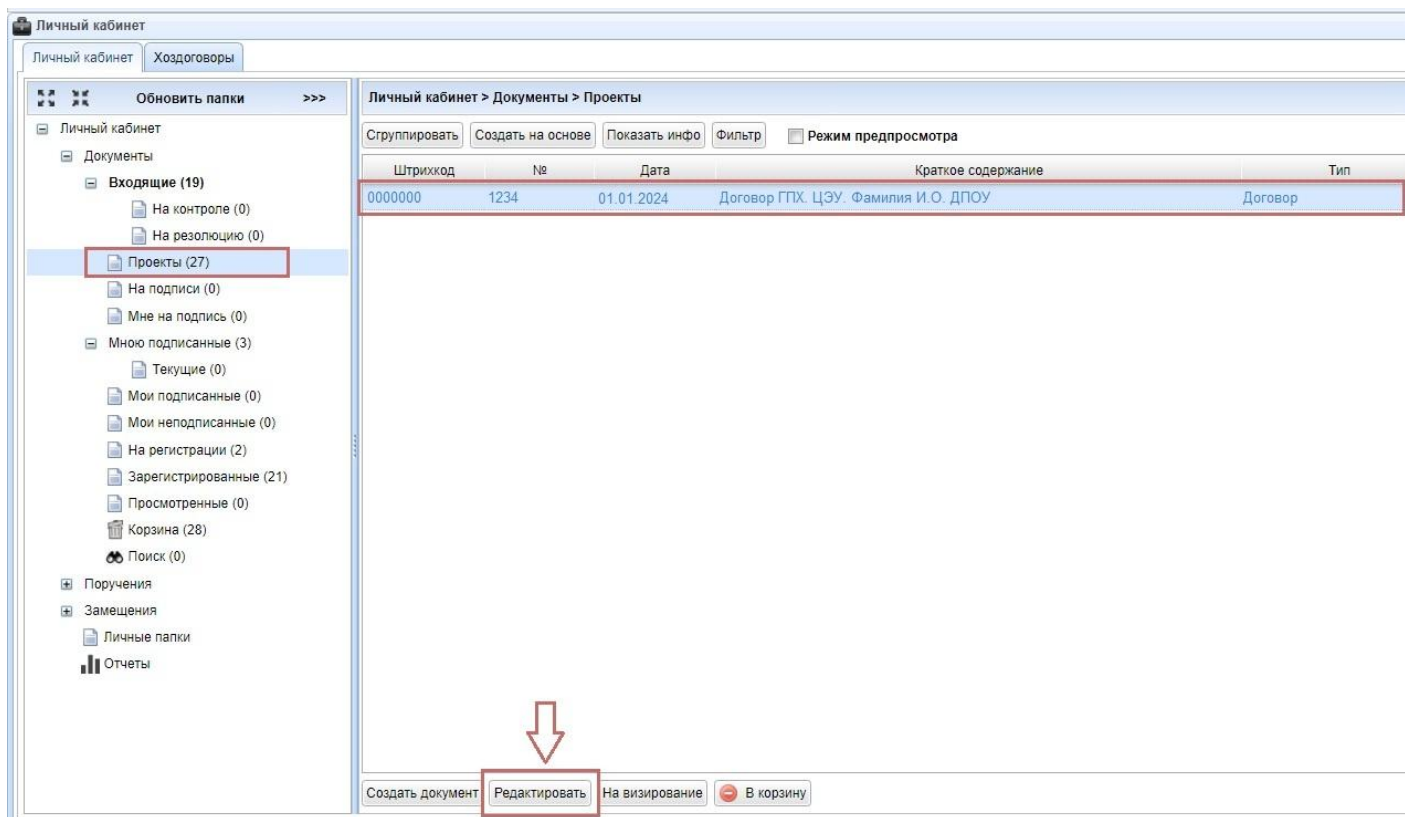 Личный кабинет
Личный кабинет Хоздоговоры
Обновить папки >>>
Личный кабинет
Документы
Входящие (19)
На контроле (0)
На резолюцию (0)
Проекты (27)
На подписи (0)
Мне на подпись (0)
Мною подписанные (3)
Текущие (0)
Мои подписанные (0)
Мои неподписанные (0)
На регистрации (2)
Зарегистрированные (21)
Просмотренные (0)
Корзина (28)
Поиск (0)
Поручения
Замещения
Личные папки
Отчеты
Личный кабинет > Документы > Проекты
Сгруппировать Создать на основе Показать инфо Фильтр Режим предпросмотра
Штрихкод № Дата Краткое содержание Тип
0000000 1234 01.01.2024 Договор ГПХ. ЦЭУ. Фамилия И.О. ДПОУ Договор
Создать документ Редактировать На визирование В корзину